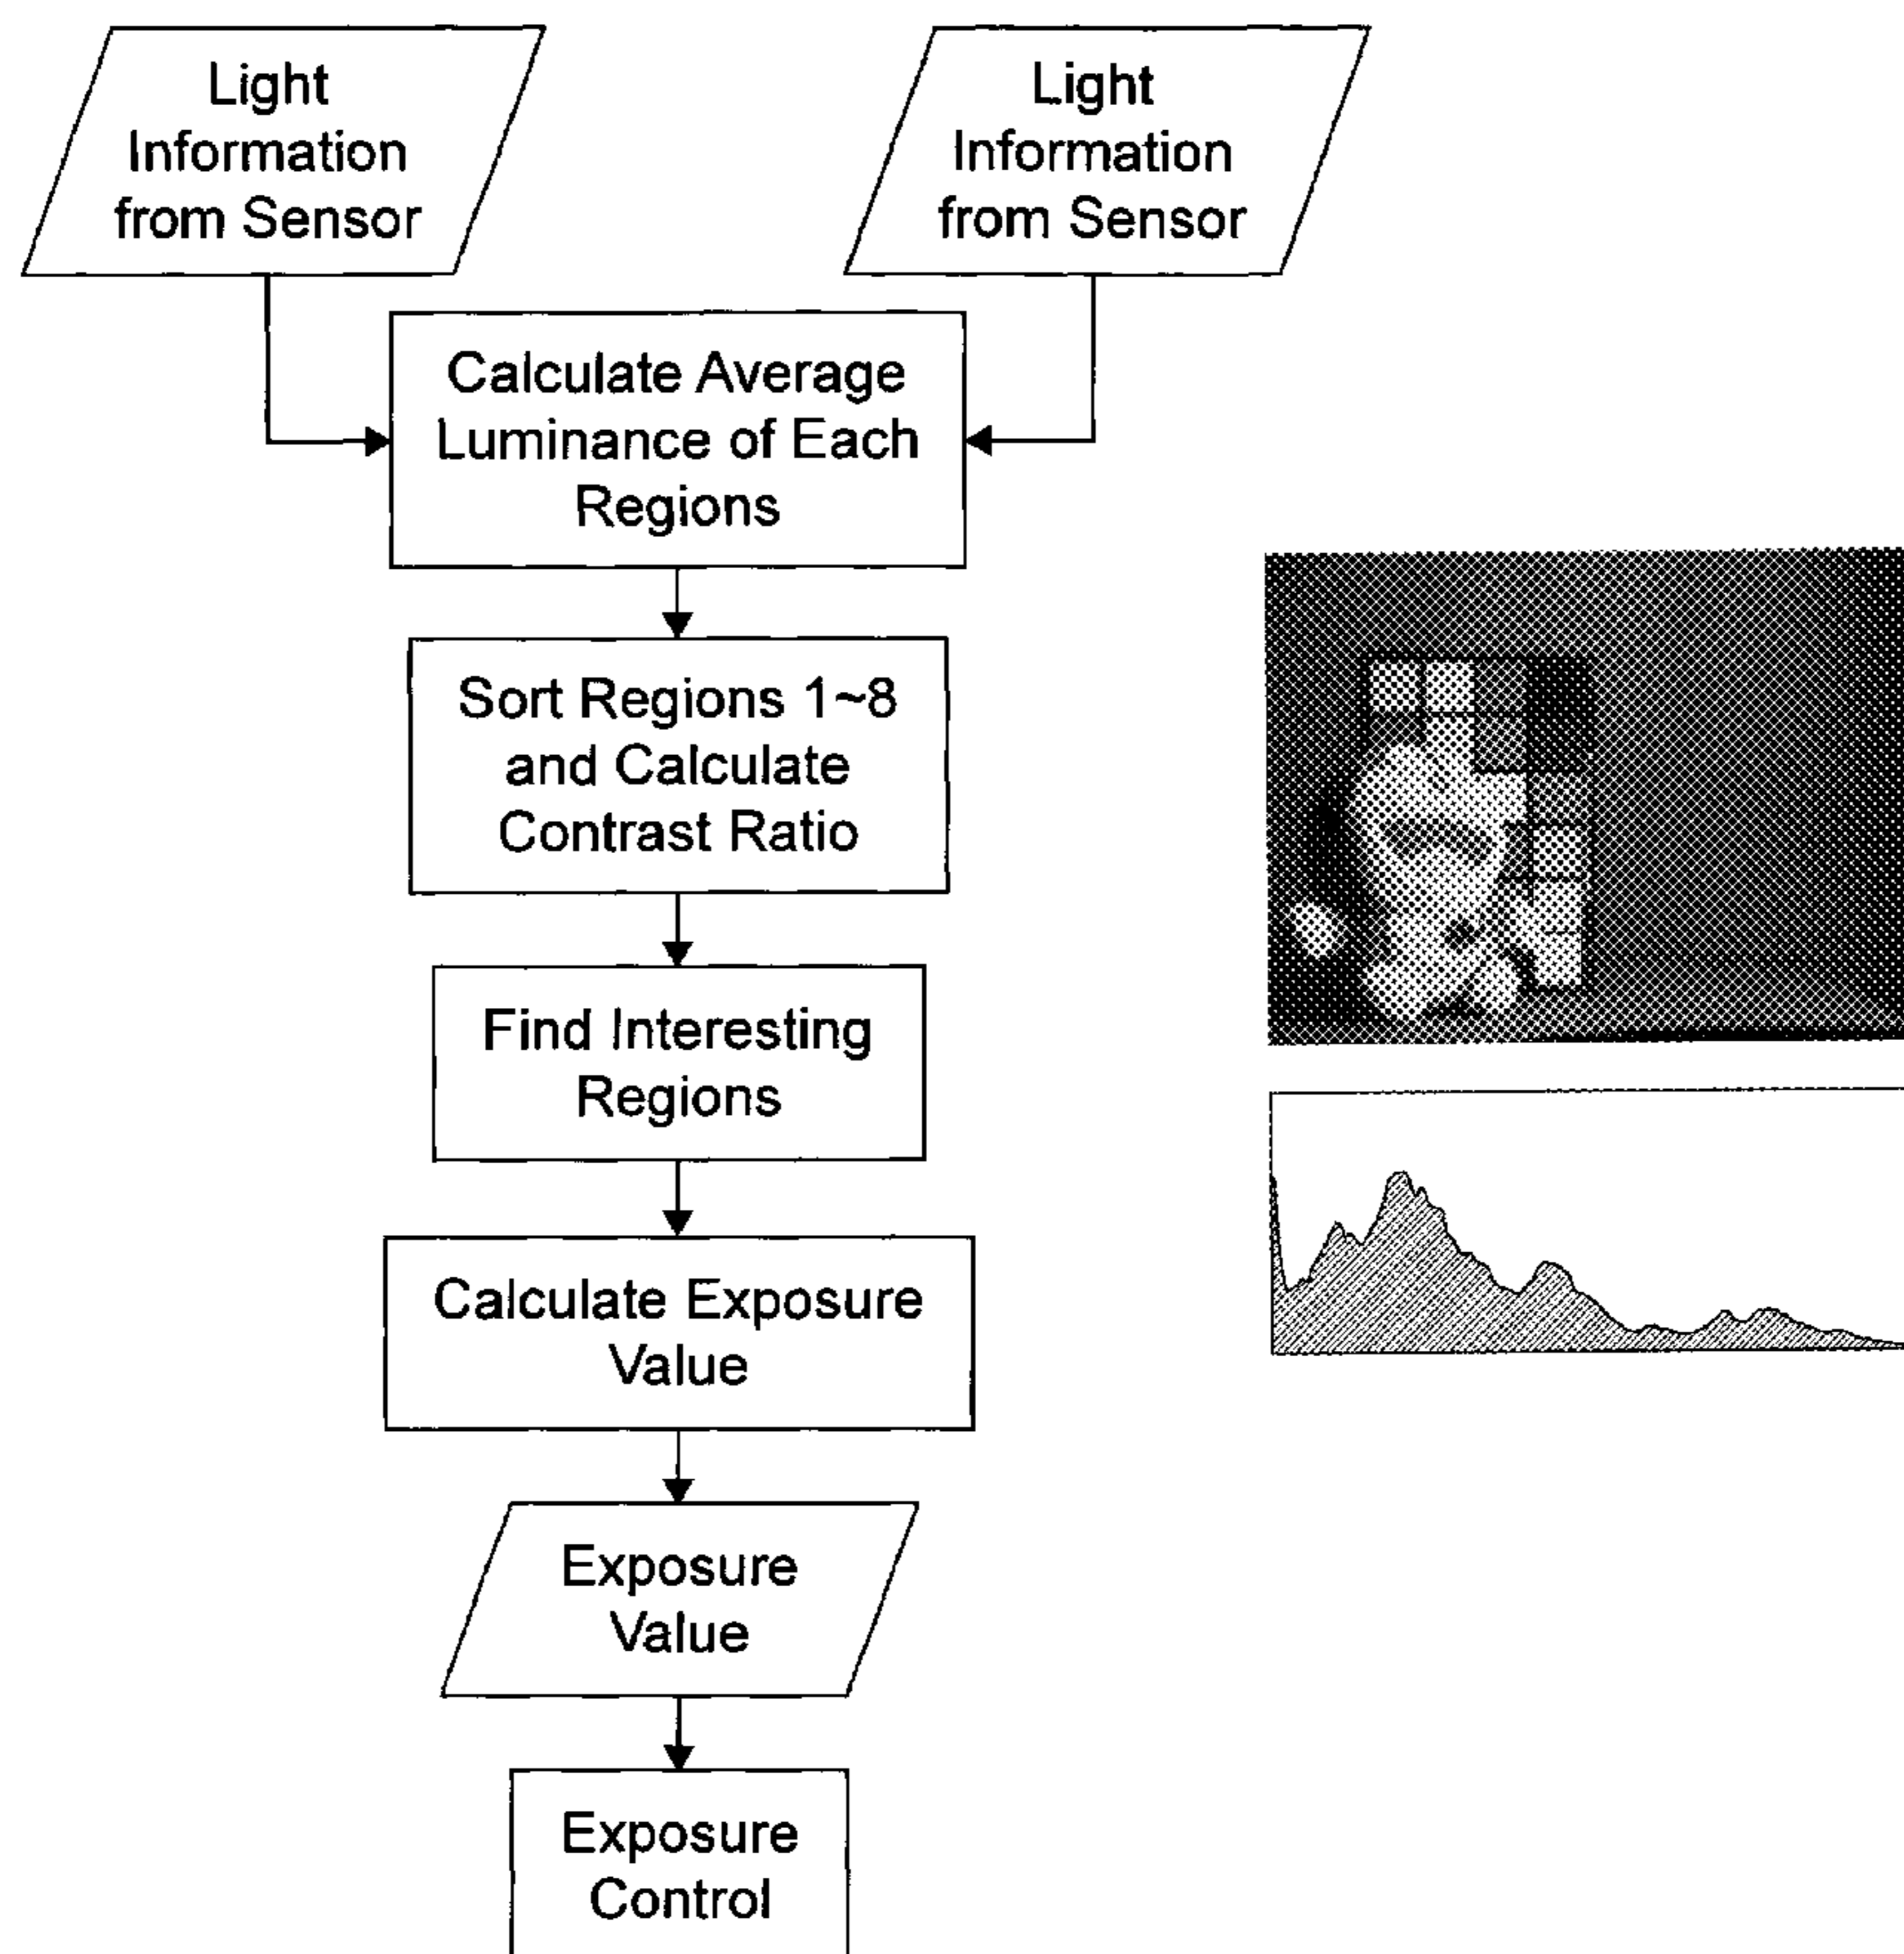 Light
Information
from Sensor
Light
Information
from Sensor
Calculate Average
Luminance of Each
Regions
Sort Regions 1~8
and Calculate
Contrast Ratio
Find Interesting
Regions
Calculate Exposure
Value
Exposure
Value
Exposure
Control